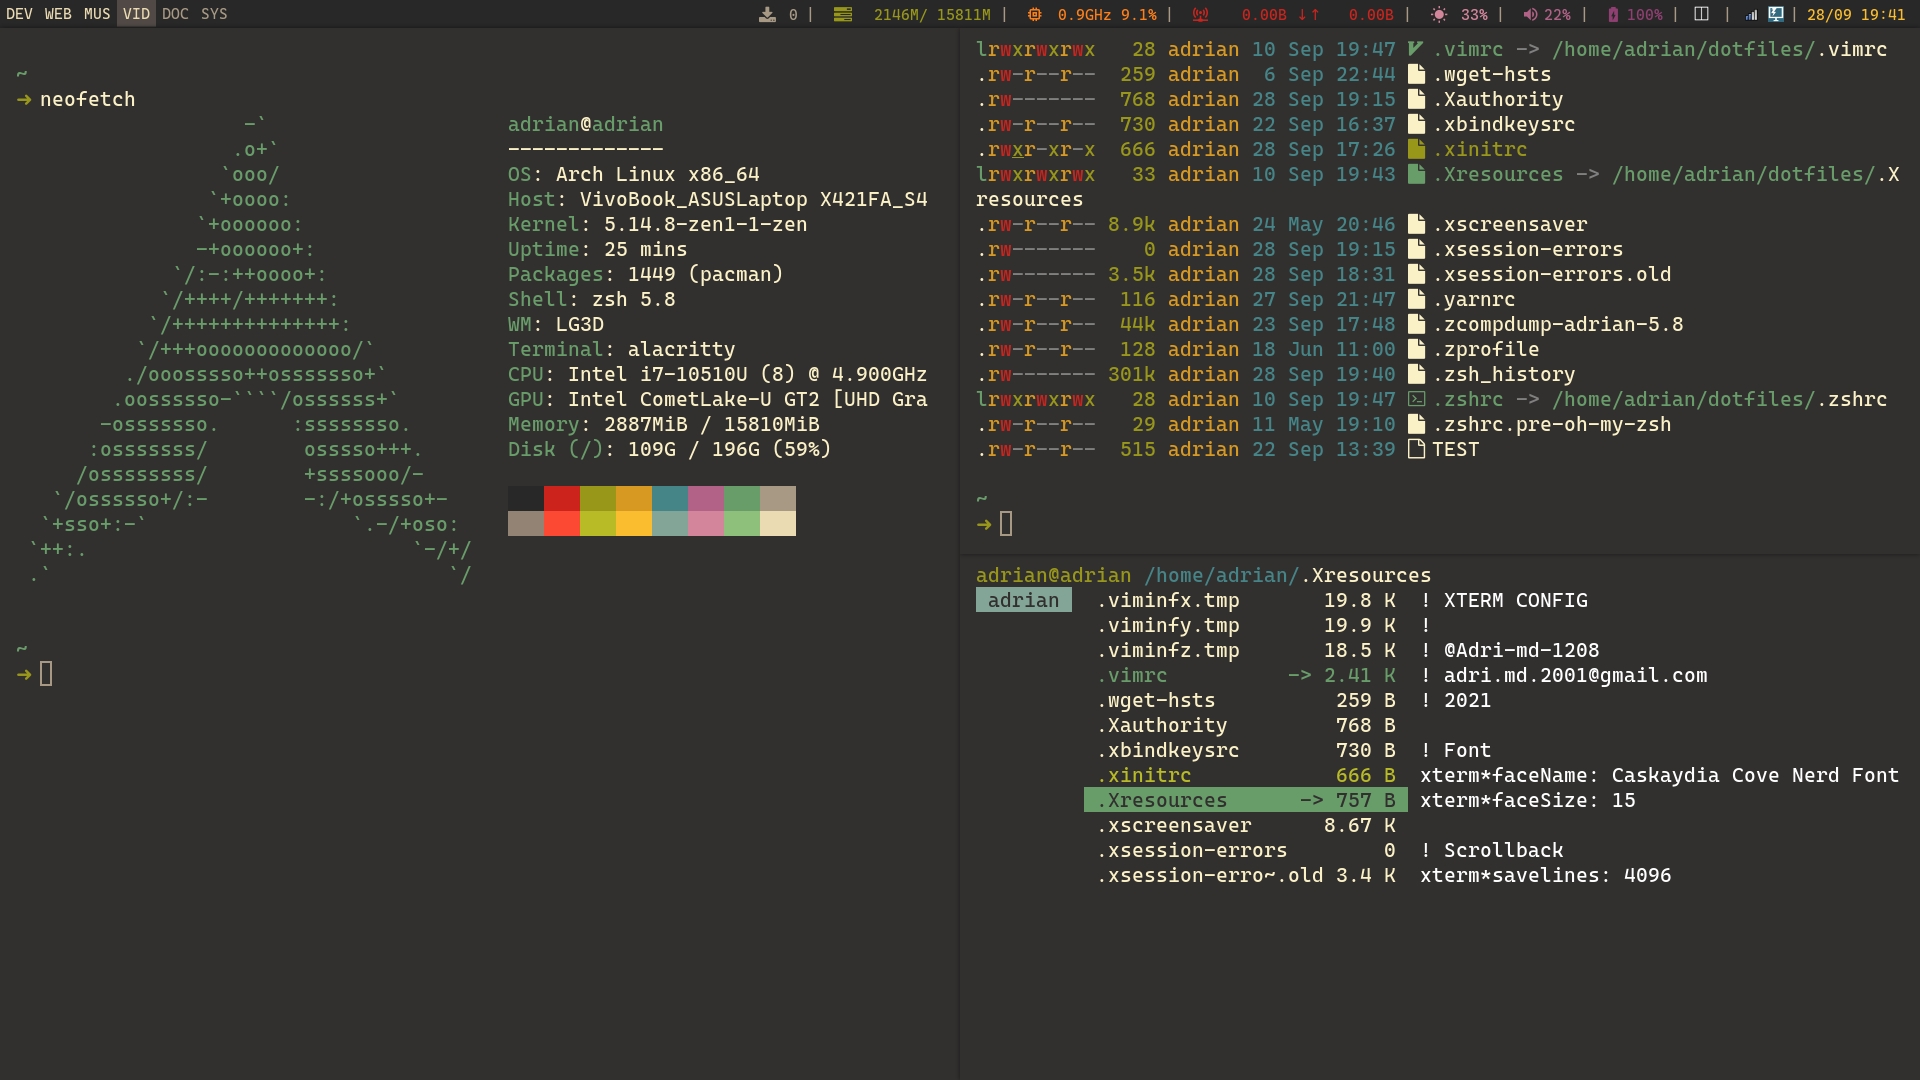 DEV WEB MUS VID DOC SYS 0 | 2146M/ 15811M | 0.9GHz 9.1% | 0.00B ↓↑ 0.00B | 33% | 22% | 100% | | | 28/09 19:41
~
➜ neofetch
-`
.o+`
`ooo/
`+oooo:
`+oooooo:
-+oooooo+:
`/:-:++oooo+:
`/++++/+++++++:
`/++++++++++++++:
`/+++ooooooooooooo/`
./ooosssso++osssssso+`
.oossssso-````/ossssss+`
-osssssso.      :ssssssso.
:osssssss/        osssso+++.
/ossssssss/        +ssssooo/-
`/ossssso+/:-        -:/+osssso+-
`+sso+:-`                 `.-/+oso:
`++:.                           `-/+/
.`                                 `/
adrian@adrian
-------------
OS: Arch Linux x86_64
Host: VivoBook_ASUSLaptop X421FA_S4
Kernel: 5.14.8-zen1-1-zen
Uptime: 25 mins
Packages: 1449 (pacman)
Shell: zsh 5.8
WM: LG3D
Terminal: alacritty
CPU: Intel i7-10510U (8) @ 4.900GHz
GPU: Intel CometLake-U GT2 [UHD Gra
Memory: 2887MiB / 15810MiB
Disk (/): 109G / 196G (59%)
~
➜
lrwxrwxrwx 28 adrian 10 Sep 19:47 .vimrc -> /home/adrian/dotfiles/.vimrc
.rw-r--r-- 259 adrian 6 Sep 22:44 .wget-hsts
.rw------- 768 adrian 28 Sep 19:15 .Xauthority
.rw-r--r-- 730 adrian 22 Sep 16:37 .xbindkeysrc
.rwxr-xr-x 666 adrian 28 Sep 17:26 .xinitrc
lrwxrwxrwx 33 adrian 10 Sep 19:43 .Xresources -> /home/adrian/dotfiles/.X
resources
.rw-r--r-- 8.9k adrian 24 May 20:46 .xscreensaver
.rw------- 0 adrian 28 Sep 19:15 .xsession-errors
.rw------- 3.5k adrian 28 Sep 18:31 .xsession-errors.old
.rw-r--r-- 116 adrian 27 Sep 21:47 .yarnrc
.rw-r--r-- 44k adrian 23 Sep 17:48 .zcompdump-adrian-5.8
.rw-r--r-- 128 adrian 18 Jun 11:00 .zprofile
.rw------- 301k adrian 28 Sep 19:40 .zsh_history
lrwxrwxrwx 28 adrian 10 Sep 19:47 .zshrc -> /home/adrian/dotfiles/.zshrc
.rw-r--r-- 29 adrian 11 May 19:10 .zshrc.pre-oh-my-zsh
.rw-r--r-- 515 adrian 22 Sep 13:39 TEST
~
➜
adrian@adrian /home/adrian/.Xresources
adrian .viminfx.tmp 19.8 K ! XTERM CONFIG
.viminfy.tmp 19.9 K !
.viminfz.tmp 18.5 K ! @Adri-md-1208
.vimrc -> 2.41 K ! adri.md.2001@gmail.com
.wget-hsts 259 B ! 2021
.Xauthority 768 B
.xbindkeysrc 730 B ! Font
.xinitrc 666 B xterm*faceName: Caskaydia Cove Nerd Font
.Xresources -> 757 B xterm*faceSize: 15
.xscreensaver 8.67 K
.xsession-errors 0 ! Scrollback
.xsession-erro~.old 3.4 K xterm*savelines: 4096